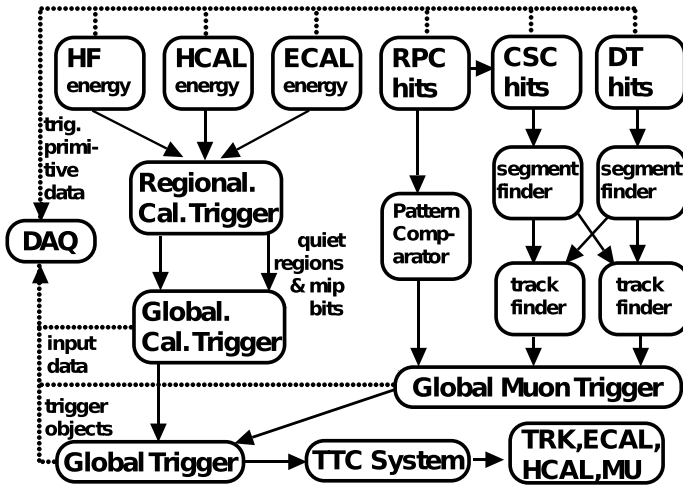 HF
energy
HCAL
energy
ECAL
energy
RPC
hits
CSC
hits
DT
hits
trig.
primi-
tive
data
Regional.
Cal. Trigger
segment
finder
segment
finder
Pattern
Comp-
arator
DAQ
quiet
regions
& mip
bits
track
finder
track
finder
Global.
Cal. Trigger
input
data
Global Muon Trigger
trigger
objects
Global Trigger
TTC System
TRK,ECAL,
HCAL,MU